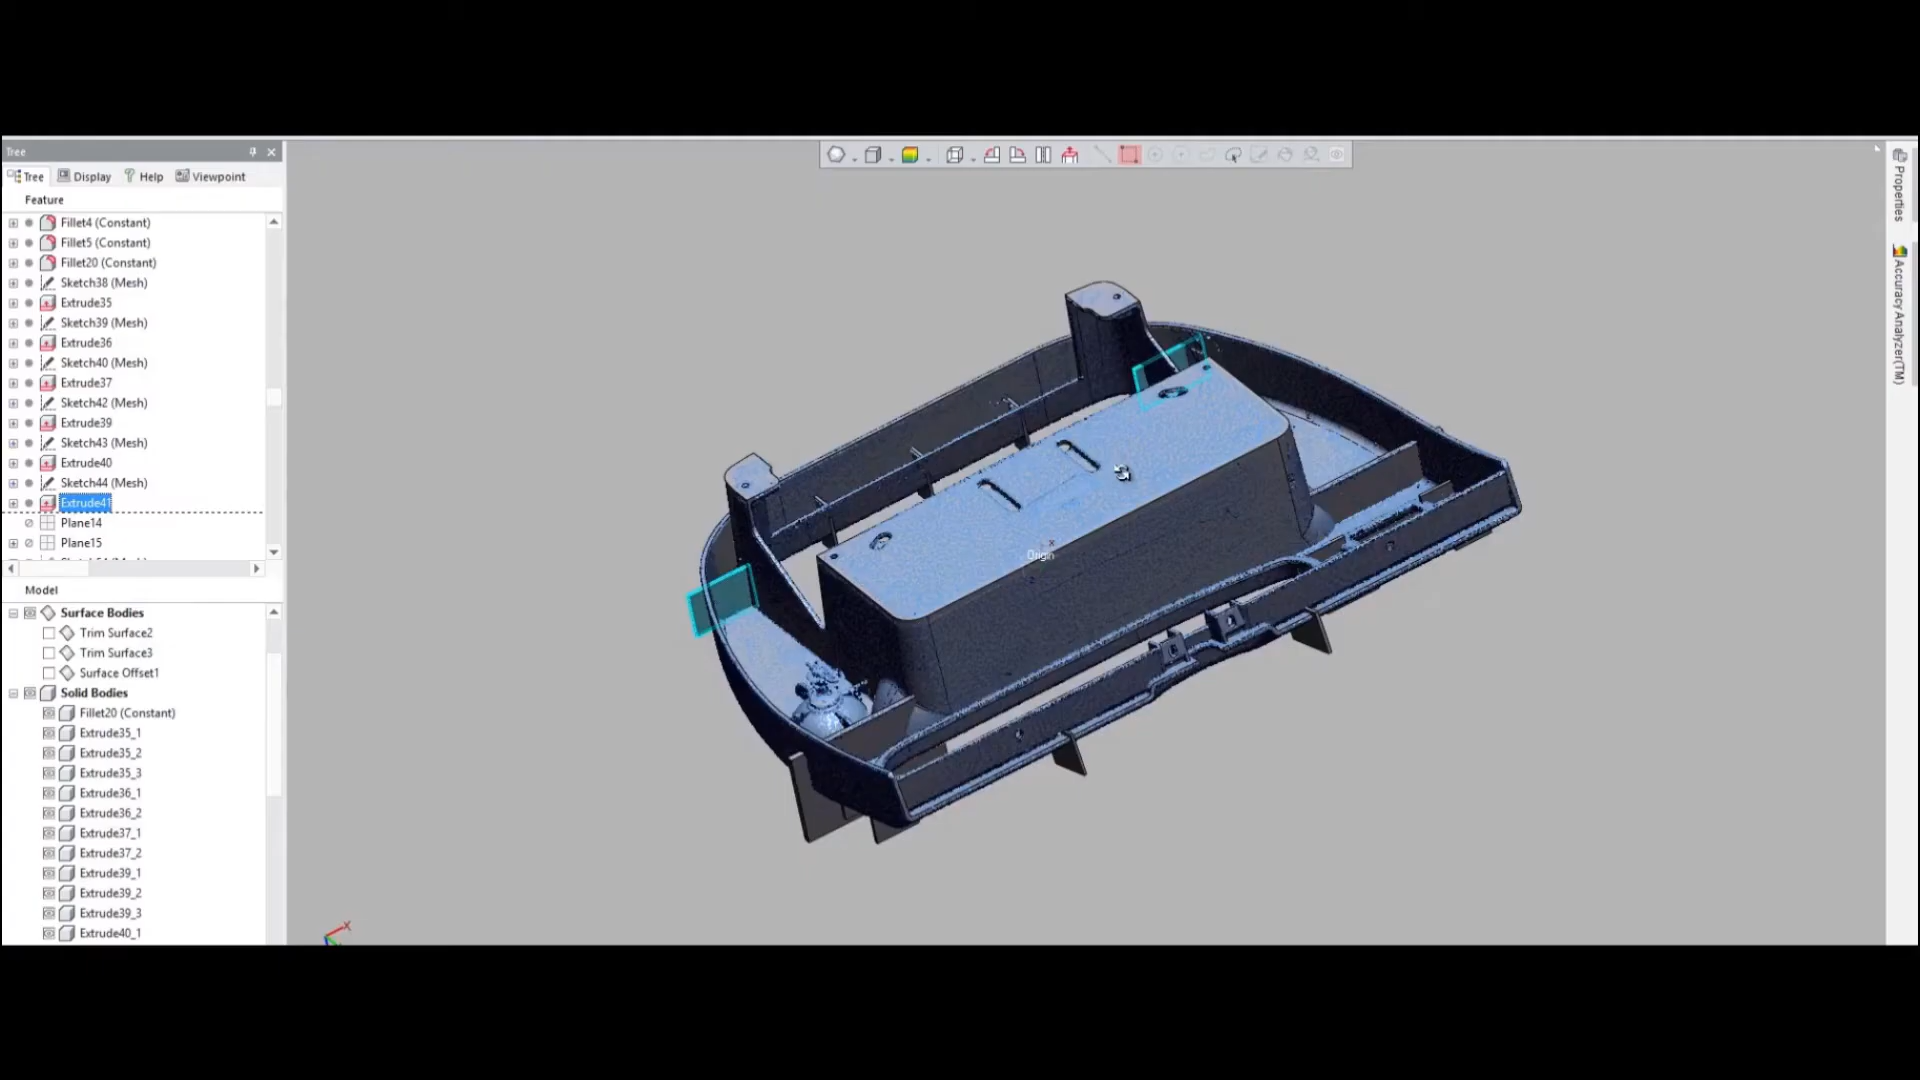 Tree
Tree Display Help Viewpoint
Feature
Fillet4 (Constant)
Fillet5 (Constant)
Fillet20 (Constant)
Sketch38 (Mesh)
Extrude35
Sketch39 (Mesh)
Extrude36
Sketch40 (Mesh)
Extrude37
Sketch42 (Mesh)
Extrude39
Sketch43 (Mesh)
Extrude40
Sketch44 (Mesh)
Extrude41
Plane14
Plane15
Model
Surface Bodies
Trim Surface2
Trim Surface3
Surface Offset1
Solid Bodies
Fillet20 (Constant)
Extrude35_1
Extrude35_2
Extrude35_3
Extrude36_1
Extrude36_2
Extrude37_1
Extrude37_2
Extrude39_1
Extrude39_2
Extrude39_3
Extrude40_1
Origin
X
X
Properties
Accuracy Analyzer(TM)